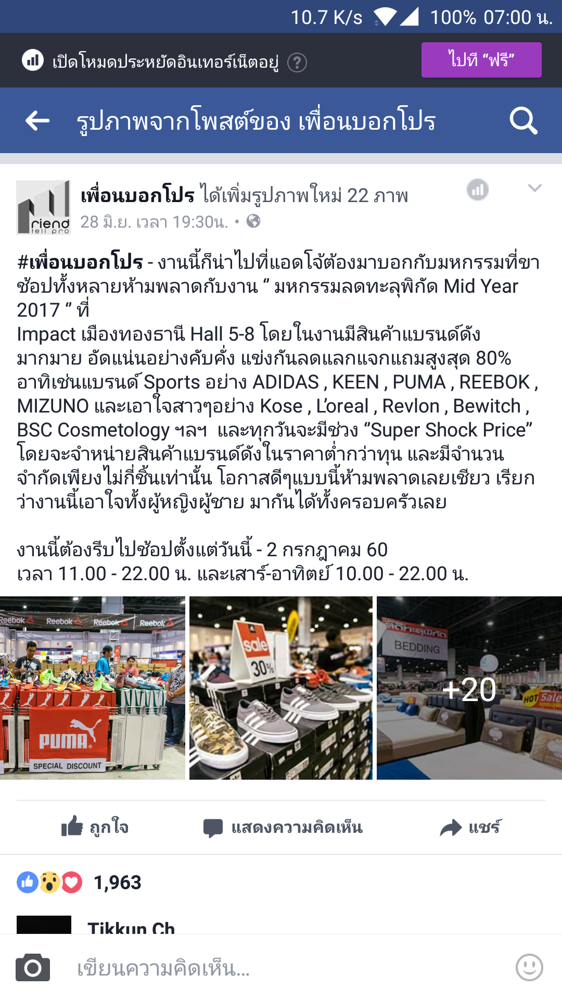 10.7 K/s 100% 07:00 น.
เปิดโหมดประหยัดอินเทอร์เน็ตอยู่ ? ไปที “ฟรี”
รูปภาพจากโพสต์ของ เพื่อนบอกโปร
เพื่อนบอกโปร ได้เพิ่มรูปภาพใหม่ 22 ภาพ
28 มิ.ย. เวลา 19:30น. •
riend
tell pro
#เพื่อนบอกโปร - งานนี้ก็น่าไปที่แอดโจ้ต้องมาบอกกับมหกรรมที่ขา
ช้อปทั้งหลายห้ามพลาดกับงาน “ มหกรรมลดทะลุพิกัด Mid Year
2017 “ ที่
Impact เมืองทองธานี Hall 5-8 โดยในงานมีสินค้าแบรนด์ดัง
มากมาย อัดแน่นอย่างคับคั่ง แข่งกันลดแลกแจกแถมสูงสุด 80%
อาทิเช่นแบรนด์ Sports อย่าง ADIDAS , KEEN , PUMA , REEBOK ,
MIZUNO และเอาใจสาวๆอย่าง Kose , L’oreal , Revlon , Bewitch ,
BSC Cosmetology ฯลฯ  และทุกวันจะมีช่วง “Super Shock Price”
โดยจะจำหน่ายสินค้าแบรนด์ดังในราคาต่ำกว่าทุน และมีจำนวน
จำกัดเพียงไม่กี่ชิ้นเท่านั้น โอกาสดีๆแบบนี้ห้ามพลาดเลยเชียว เรียก
ว่างานนี้เอาใจทั้งผู้หญิงผู้ชาย มากันได้ทั้งครอบครัวเลย
งานนี้ต้องรีบไปช้อปตั้งแต่วันนี้ - 2 กรกฎาคม 60
เวลา 11.00 - 22.00 น. และเสาร์-อาทิตย์ 10.00 - 22.00 น.
Reebok Reebok Reebok Reebok
PUMA
SPECIAL DISCOUNT
sale
30%
ลดทะลุพิกัด
BEDDING
+20
HOT Sale
ถูกใจ แสดงความคิดเห็น แชร์
1,963
Tikkun Ch
เขียนความคิดเห็น...